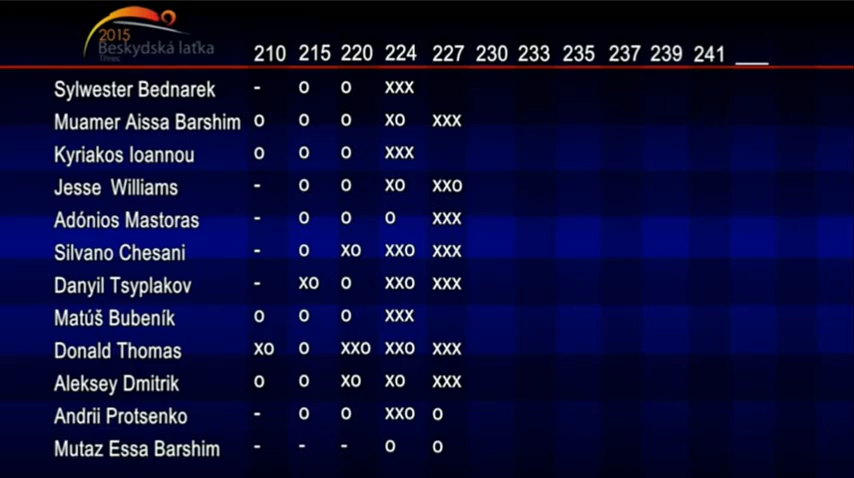 2015
Beskydská laťka
Třinec
210 215 220 224 227 230 233 235 237 239 241 ___
Sylwester Bednarek - o o xxx
Muamer Aissa Barshim o o o xo xxx
Kyriakos Ioannou o o o xxx
Jesse Williams - o o xo xxo
Adónios Mastoras - o o o xxx
Silvano Chesani - o xo xxo xxx
Danyil Tsyplakov - xo o xxo xxx
Matúš Bubeník o o o xxx
Donald Thomas xo o xxo xxo xxx
Aleksey Dmitrik o o xo xo xxx
Andrii Protsenko - o o xxo o
Mutaz Essa Barshim - - - o o